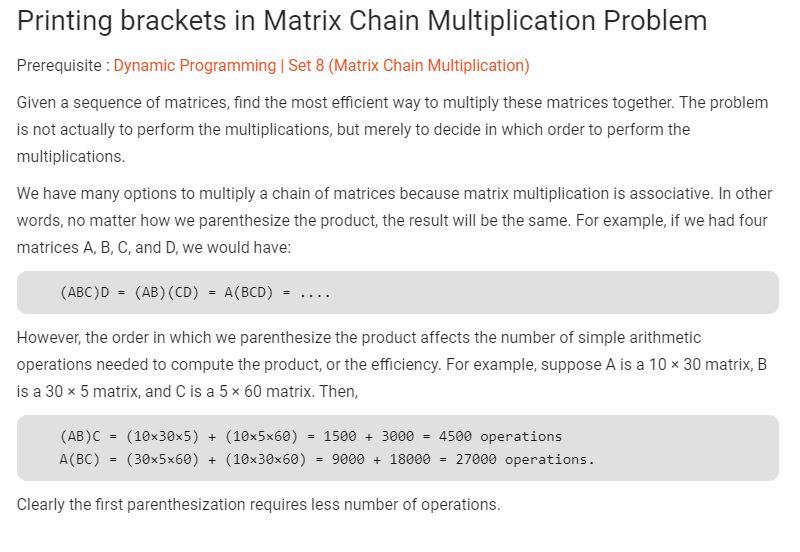 Printing brackets in Matrix Chain Multiplication Problem
Prerequisite : Dynamic Programming | Set 8 (Matrix Chain Multiplication)
Given a sequence of matrices, find the most efficient way to multiply these matrices together. The problem
is not actually to perform the multiplications, but merely to decide in which order to perform the
multiplications.
We have many options to multiply a chain of matrices because matrix multiplication is associative. In other
words, no matter how we parenthesize the product, the result will be the same. For example, if we had four
matrices A, B, C, and D, we would have:
(ABC)D = (AB)(CD) = A(BCD) = ....
However, the order in which we parenthesize the product affects the number of simple arithmetic
operations needed to compute the product, or the efficiency. For example, suppose A is a 10 × 30 matrix, B
is a 30 × 5 matrix, and C is a 5 × 60 matrix. Then,
(AB)C = (10×30×5) + (10×5×60) = 1500 + 3000 = 4500 operations
A(BC) = (30×5×60) + (10×30×60) = 9000 + 18000 = 27000 operations.
Clearly the first parenthesization requires less number of operations.